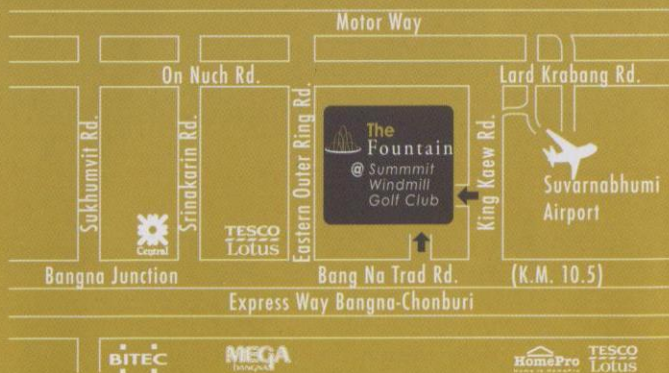 Motor Way
On Nuch Rd.
Lard Krabang Rd.
Sukhumvit Rd.
Srinakarin Rd.
Eastern Outer Ring Rd.
The
Fountain
@ Summmit
Windmill
Golf Club
King Kaew Rd.
Suvarnabhumi
Airport
Central
TESCO
Lotus
Bangna Junction
Bang Na Trad Rd.
(K.M. 10.5)
Express Way Bangna-Chonburi
BITEC
MEGA
BANGNA
HomePro
TESCO
Lotus